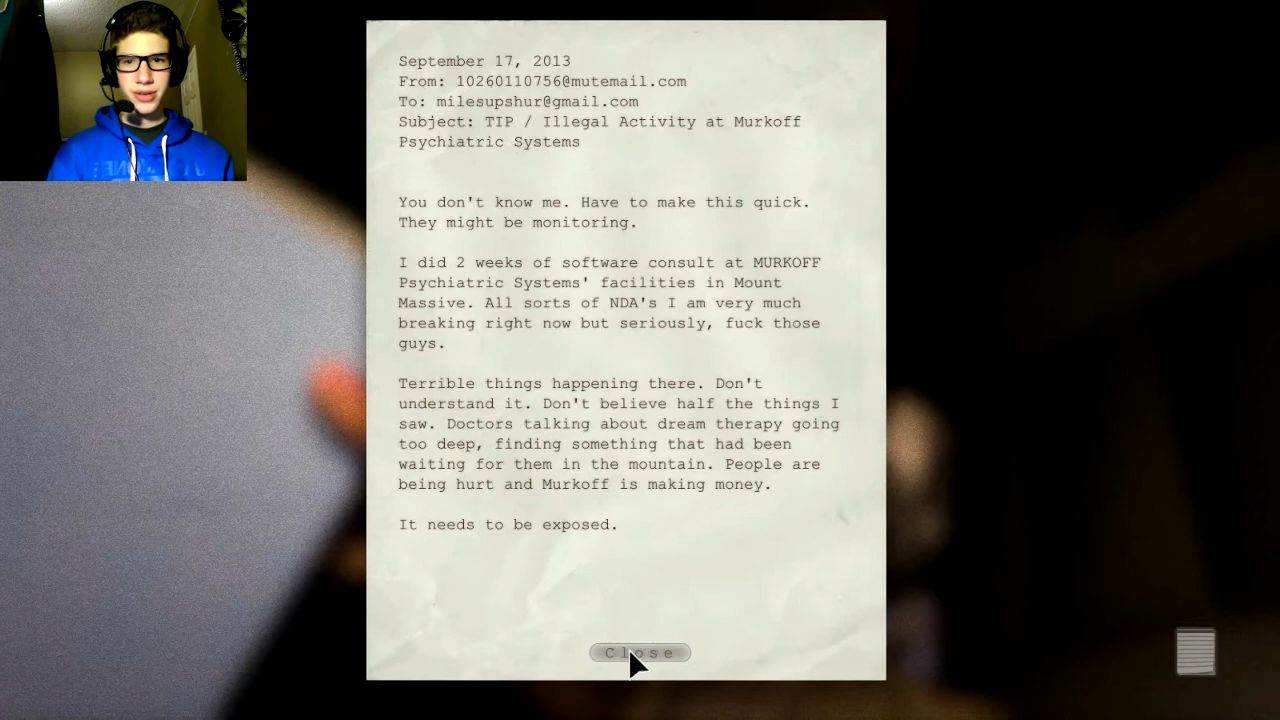 September 17, 2013
From: 10260110756@mutemail.com
To: milesupshur@gmail.com
Subject: TIP / Illegal Activity at Murkoff
Psychiatric Systems
You don't know me. Have to make this quick.
They might be monitoring.
I did 2 weeks of software consult at MURKOFF
Psychiatric Systems' facilities in Mount
Massive. All sorts of NDA's I am very much
breaking right now but seriously, fuck those
guys.
Terrible things happening there. Don't
understand it. Don't believe half the things I
saw. Doctors talking about dream therapy going
too deep, finding something that had been
waiting for them in the mountain. People are
being hurt and Murkoff is making money.
It needs to be exposed.
Close